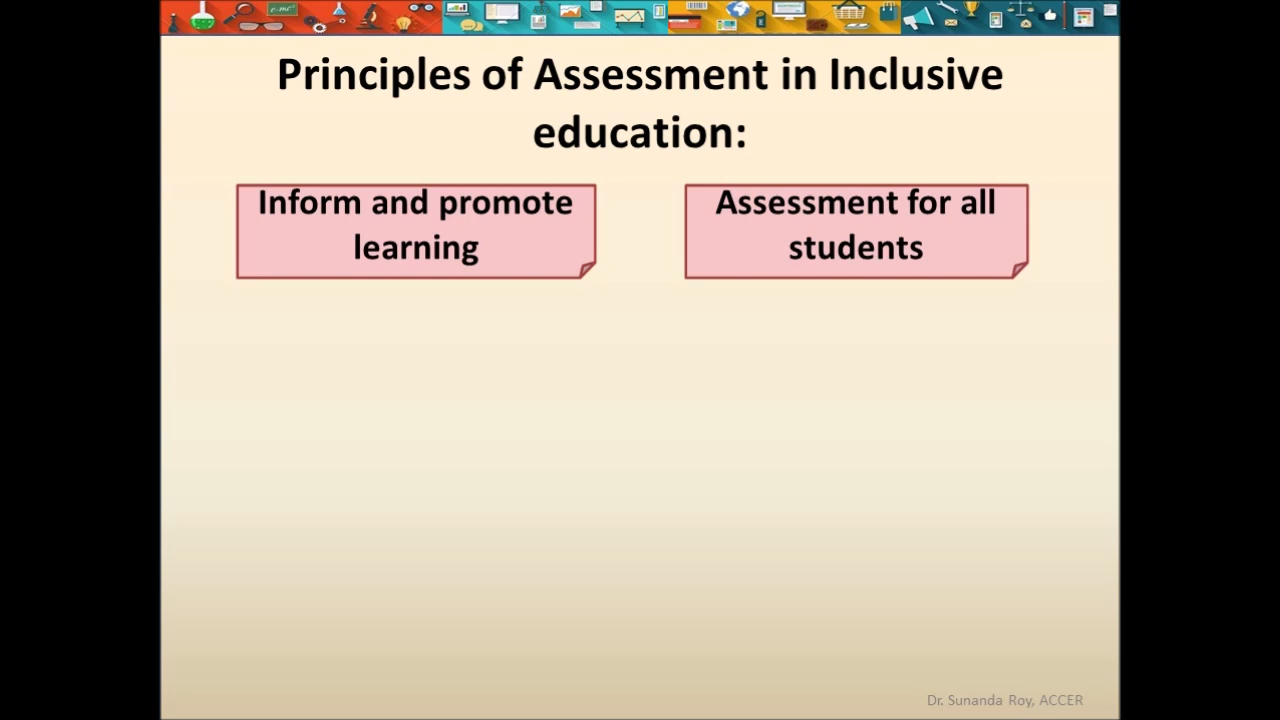 Principles of Assessment in Inclusive
education:
Inform and promote
learning
Assessment for all
students
Dr. Sunanda Roy, ACCER